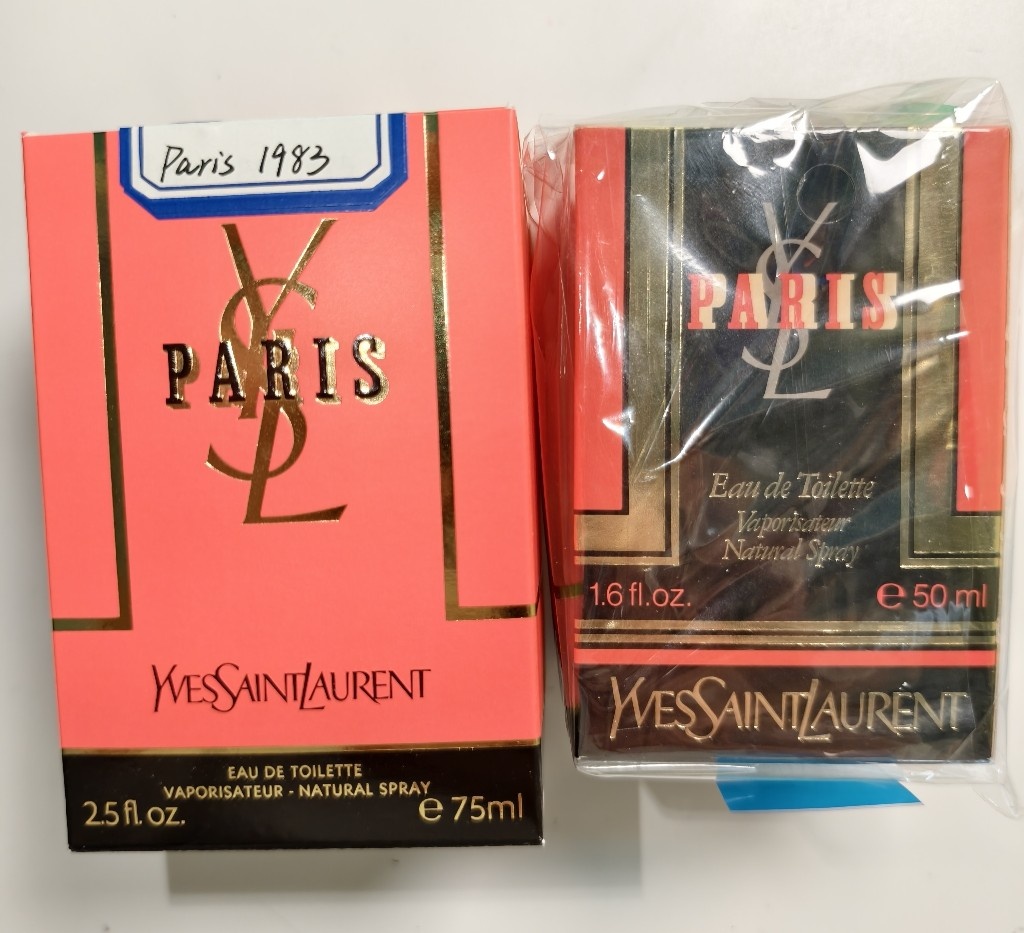 Paris 1983
YSL
PARIS
YVESSAINTLAURENT
EAU DE TOILETTE
VAPORISATEUR - NATURAL SPRAY
2.5 fl. oz. e 75ml
YSL
PARIS
Eau de Toilette
Vaporisateur
Natural Spray
1.6 fl.oz. e 50 ml
YVESSAINTLAURENT